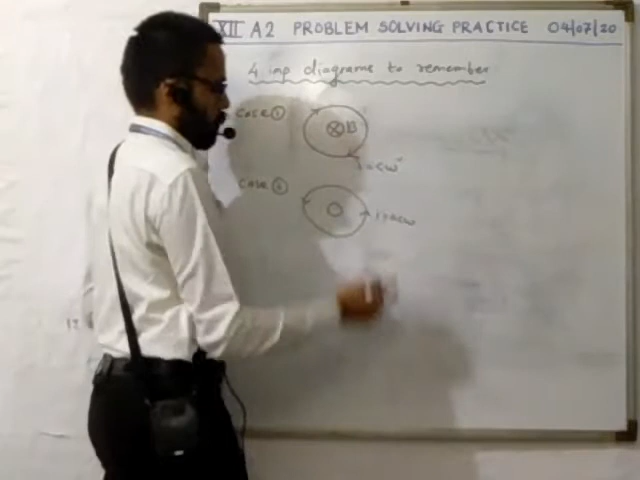 XII A2 PROBLEM SOLVING PRACTICE 04/07/20
4 imp diagrams to remember
case ①
B
case ②